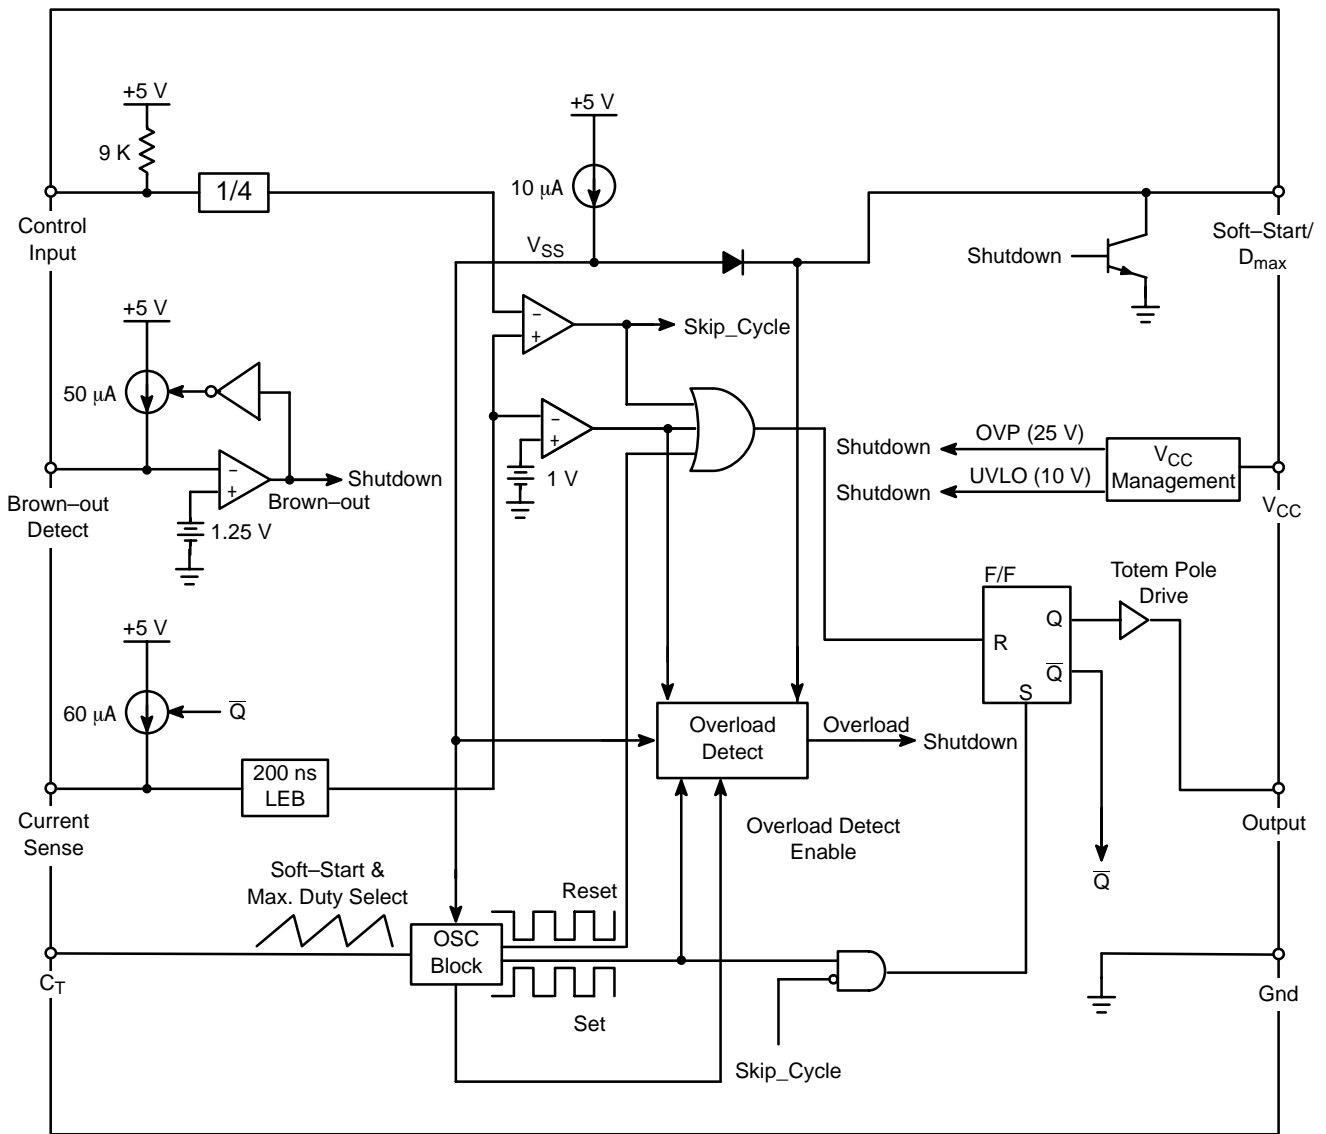 +5 V
9 K
1/4
Control
Input
+5 V
10 µA
VSS
Shutdown
Soft–Start/
Dmax
+5 V
50 µA
–
+
Skip_Cycle
–
+
1 V
–
+
Shutdown
Brown–out
1.25 V
Brown–out
Detect
Shutdown
OVP (25 V)
Shutdown
UVLO (10 V)
VCC
Management
VCC
F/F
R
S
Q
Q̅
Totem Pole
Drive
+5 V
60 µA
Q̅
Overload
Detect
Overload
Shutdown
200 ns
LEB
Current
Sense
Overload Detect
Enable
Output
Q̅
Soft–Start &
Max. Duty Select
Reset
OSC
Block
Set
CT
Skip_Cycle
Gnd